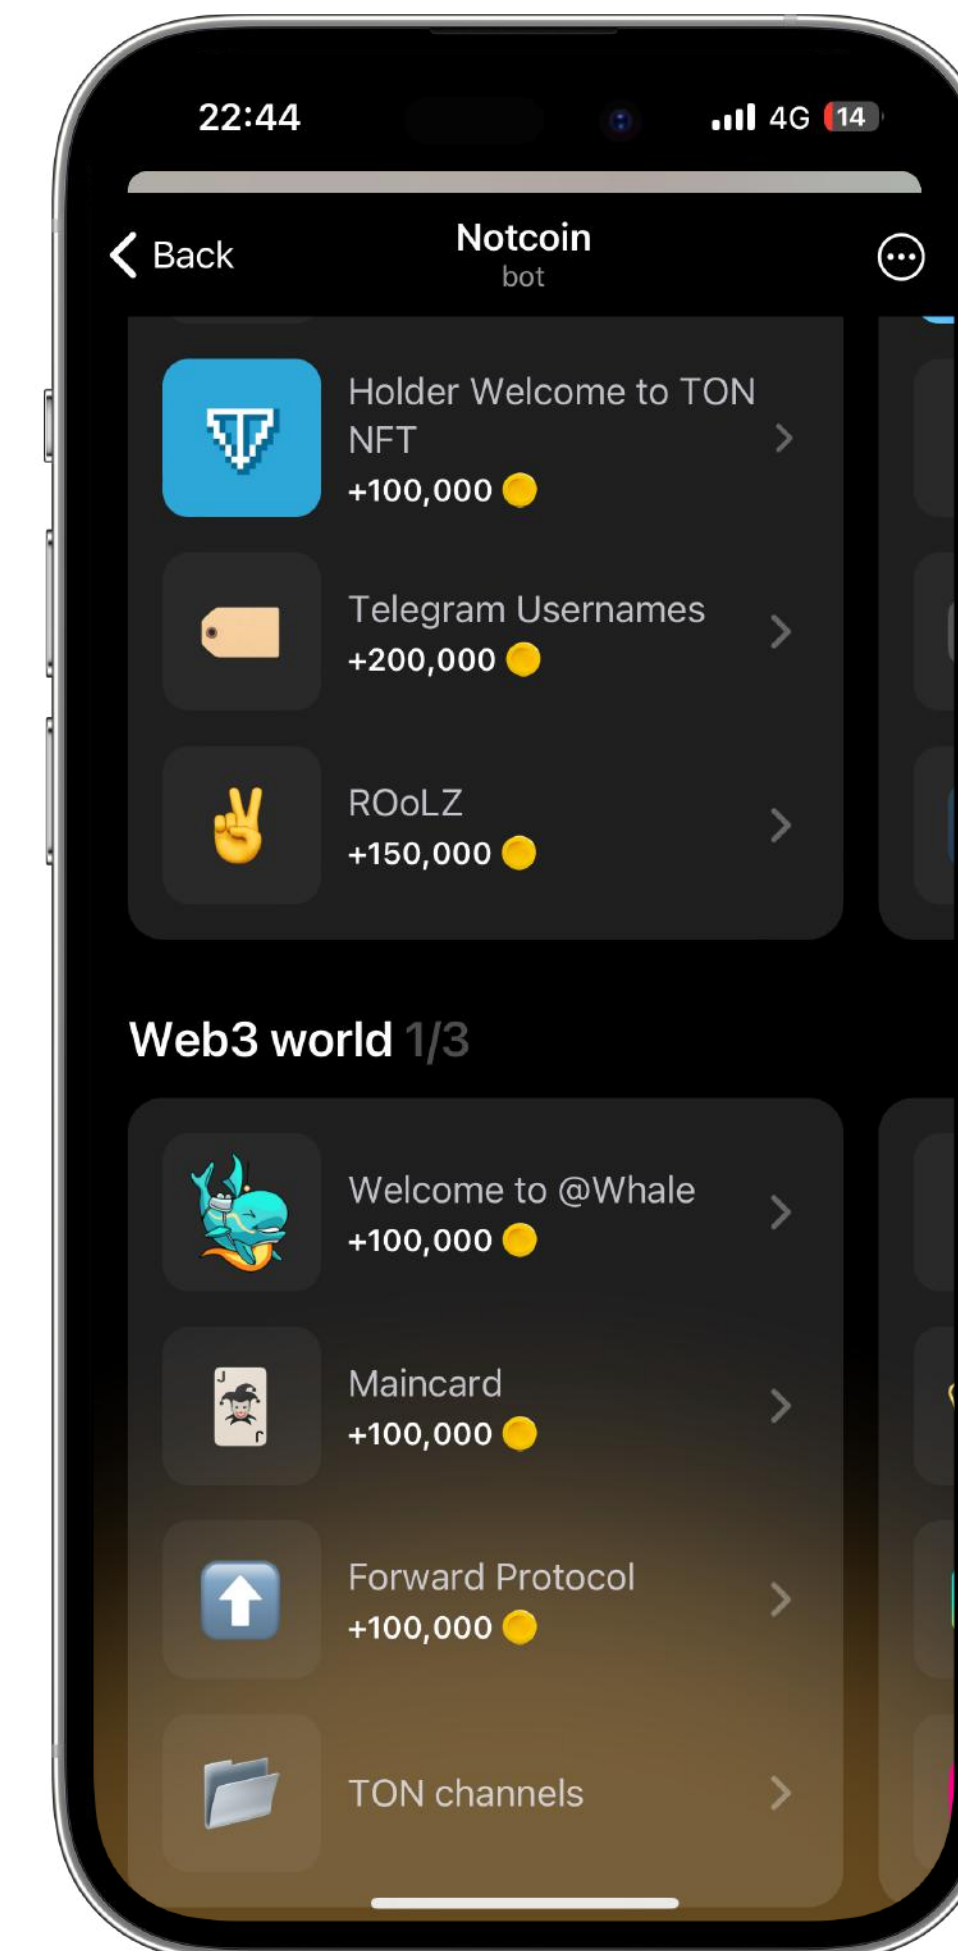 22:44
4G 14
Back
Notcoin
bot
Holder Welcome to TON
NFT
+100,000
Telegram Usernames
+200,000
ROoLZ
+150,000
Web3 world 1/3
Welcome to @Whale
+100,000
J
J
Maincard
+100,000
Forward Protocol
+100,000
TON channels